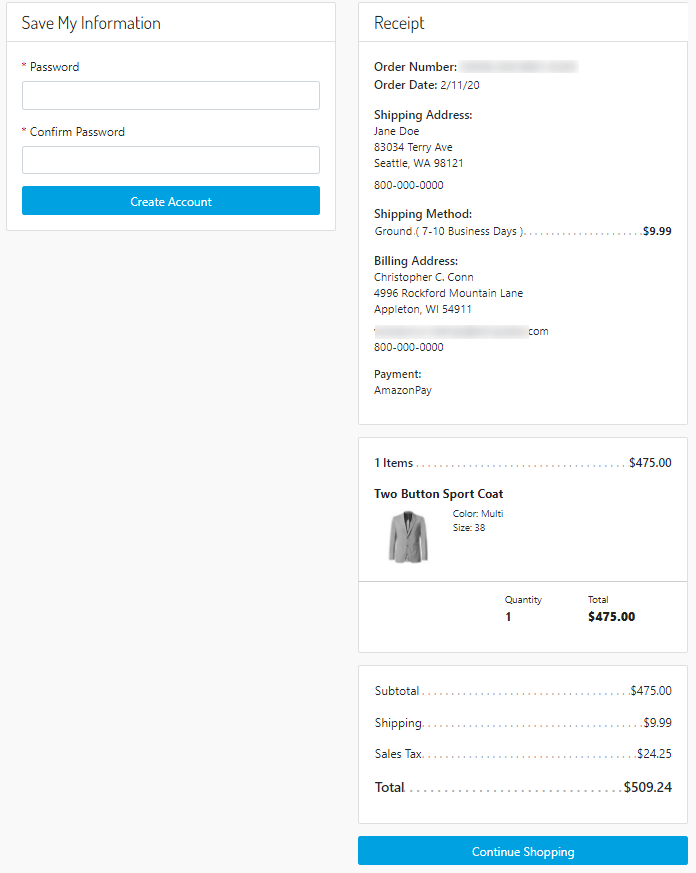 Save My Information
* Password
* Confirm Password
Create Account
Receipt
Order Number:
Order Date: 2/11/20
Shipping Address:
Jane Doe
83034 Terry Ave
Seattle, WA 98121
800-000-0000
Shipping Method:
Ground ( 7-10 Business Days ) $9.99
Billing Address:
Christopher C. Conn
4996 Rockford Mountain Lane
Appleton, WI 54911
com
800-000-0000
Payment:
AmazonPay
1 Items $475.00
Two Button Sport Coat
Color: Multi
Size: 38
Quantity Total
1 $475.00
Subtotal $475.00
Shipping $9.99
Sales Tax $24.25
Total $509.24
Continue Shopping